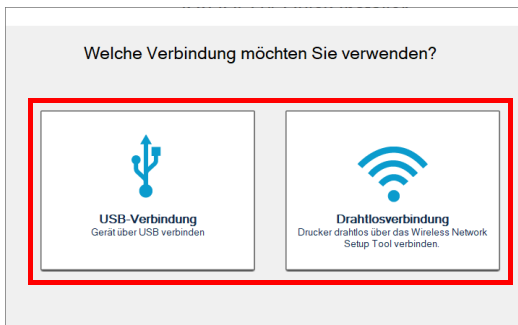 Welche Verbindung möchten Sie verwenden?
USB-Verbindung
Gerät über USB verbinden
Drahtlosverbindung
Drucker drahtlos über das Wireless Network
Setup Tool verbinden.